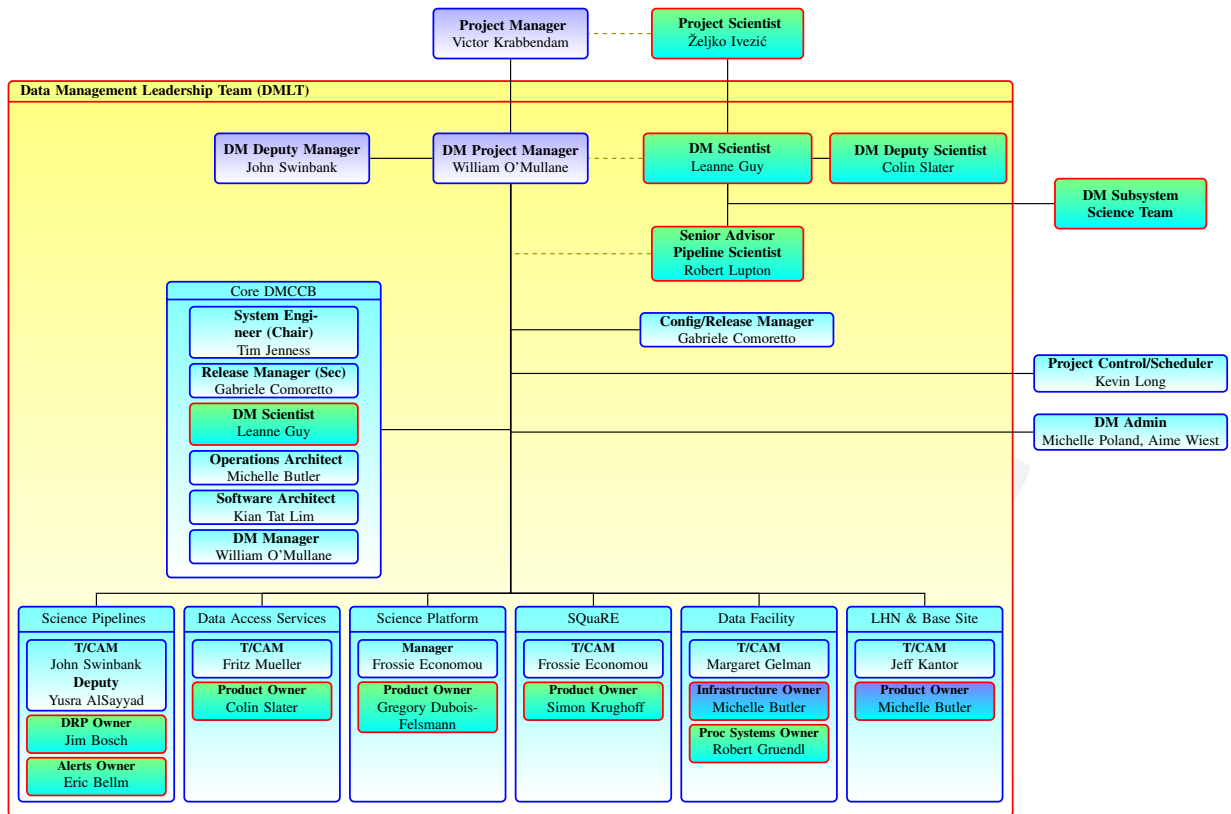 Project Manager
Victor Krabbendam
Project Scientist
Željko Ivezić
Data Management Leadership Team (DMLT)
DM Deputy Manager
John Swinbank
DM Project Manager
William O’Mullane
DM Scientist
Leanne Guy
DM Deputy Scientist
Colin Slater
DM Subsystem
Science Team
Senior Advisor
Pipeline Scientist
Robert Lupton
Core DMCCB
System Engi-
neer (Chair)
Tim Jenness
Release Manager (Sec)
Gabriele Comoretto
DM Scientist
Leanne Guy
Operations Architect
Michelle Butler
Software Architect
Kian Tat Lim
DM Manager
William O’Mullane
Config/Release Manager
Gabriele Comoretto
Project Control/Scheduler
Kevin Long
DM Admin
Michelle Poland, Aime Wiest
Science Pipelines
T/CAM
John Swinbank
Deputy
Yusra AlSayyad
DRP Owner
Jim Bosch
Alerts Owner
Eric Bellm
Data Access Services
T/CAM
Fritz Mueller
Product Owner
Colin Slater
Science Platform
Manager
Frossie Economou
Product Owner
Gregory Dubois-
Felsmann
SQuaRE
T/CAM
Frossie Economou
Product Owner
Simon Krughoff
Data Facility
T/CAM
Margaret Gelman
Infrastructure Owner
Michelle Butler
Proc Systems Owner
Robert Gruendl
LHN & Base Site
T/CAM
Jeff Kantor
Product Owner
Michelle Butler